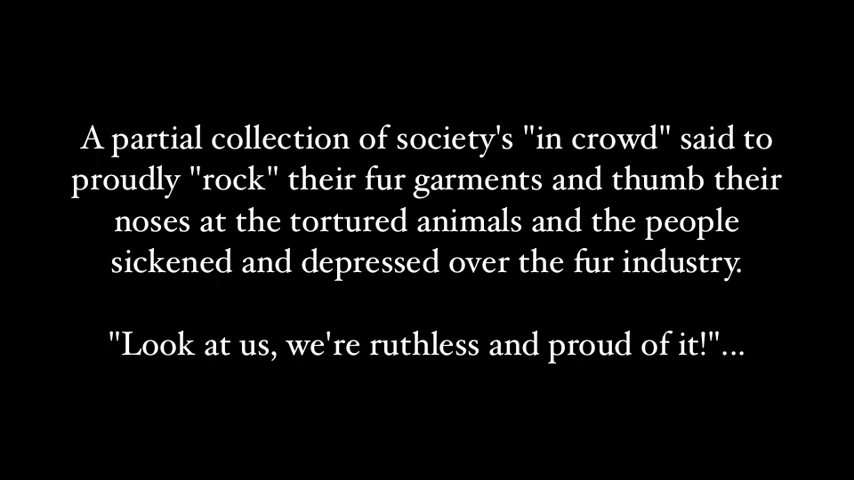 A partial collection of society's "in crowd" said to
proudly "rock" their fur garments and thumb their
noses at the tortured animals and the people
sickened and depressed over the fur industry.
"Look at us, we're ruthless and proud of it!"...